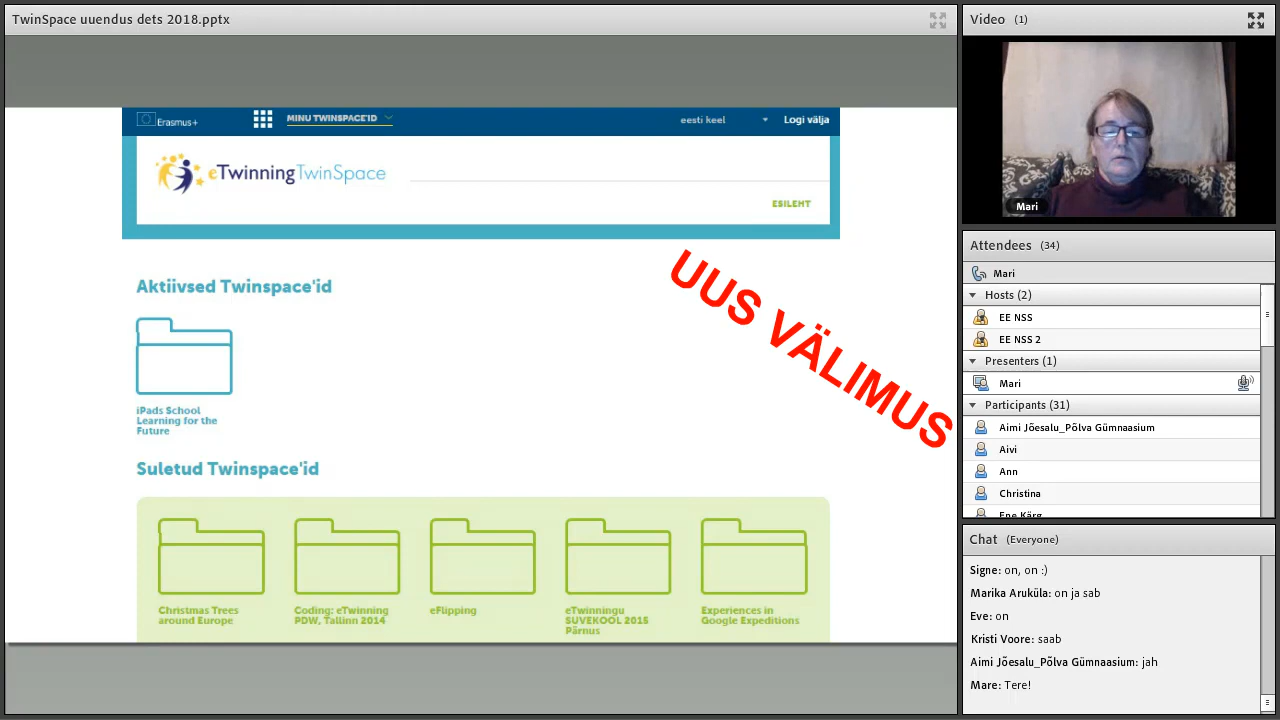 TwinSpace uuendus dets 2018.pptx
Erasmus+
MINU TWINSPACE'ID
eesti keel
Logi välja
eTwinningTwinSpace
ESILEHT
Aktiivsed Twinspace'id
UUS VÄLIMUS
iPads School
Learning for the
Future
Suletud Twinspace'id
Christmas Trees
around Europe
Coding: eTwinning
PDW, Tallinn 2014
eFlipping
eTwinningu
SUVEKOOL 2015
Pärnus
Experiences in
Google Expeditions
Video (1)
Mari
Attendees (34)
Mari
Hosts (2)
EE NSS
EE NSS 2
Presenters (1)
Mari
Participants (31)
Aimi Jõesalu_Põlva Gümnaasium
Aivi
Ann
Christina
Ene Kärg
Chat (Everyone)
Signe: on, on :)
Marika Aruküla: on ja sab
Eve: on
Kristi Voore: saab
Aimi Jõesalu_Põlva Gümnaasium: jah
Mare: Tere!